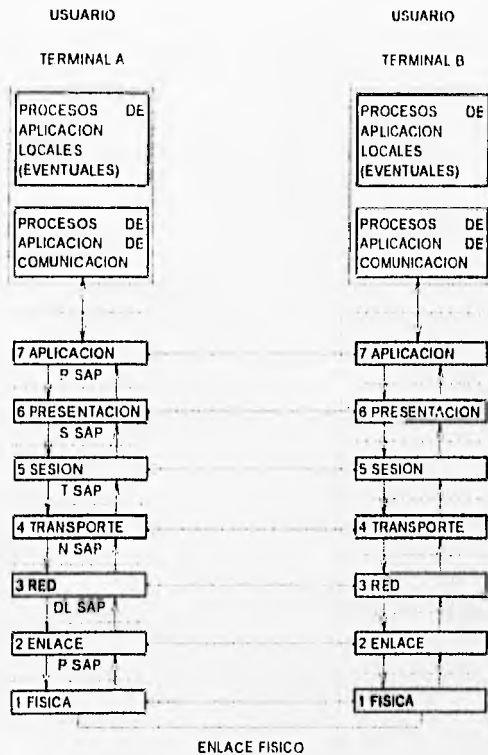 USUARIO
USUARIO
TERMINAL A
TERMINAL B
PROCESOS DE
APLICACION
LOCALES
(EVENTUALES)
PROCESOS DE
APLICACION
LOCALES
(EVENTUALES)
PROCESOS DE
APLICACION DE
COMUNICACION
PROCESOS DE
APLICACION DE
COMUNICACION
7 APLICACION
7 APLICACION
P SAP
6 PRESENTACION
6 PRESENTACION
S SAP
5 SESION
5 SESION
T SAP
4 TRANSPORTE
4 TRANSPORTE
N SAP
3 RED
3 RED
DL SAP
2 ENLACE
2 ENLACE
P SAP
1 FISICA
1 FISICA
ENLACE FISICO